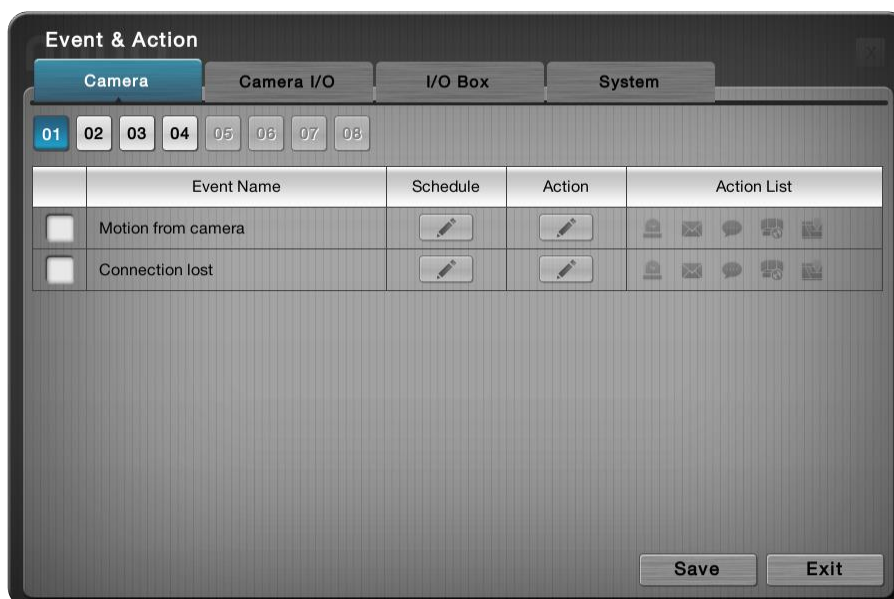 Event & Action
Camera Camera I/O I/O Box System
01 02 03 04 05 06 07 08
Event Name Schedule Action Action List
Motion from camera
Connection lost
Save Exit